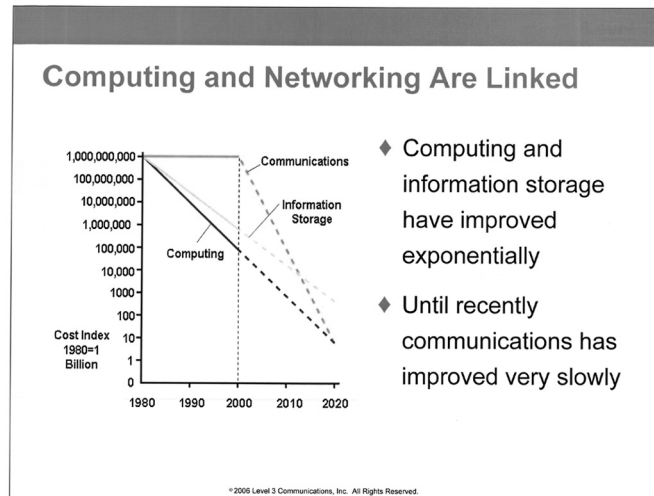 Computing and Networking Are Linked
1,000,000,000
100,000,000
10,000,000
1,000,000
100,000
10,000
1000
100
10
1
0
Cost Index
1980=1
Billion
1980 1990 2000 2010 2020
Communications
Information
Storage
Computing
Computing and
information storage
have improved
exponentially
Until recently
communications has
improved very slowly
©2006 Level 3 Communications, Inc. All Rights Reserved.